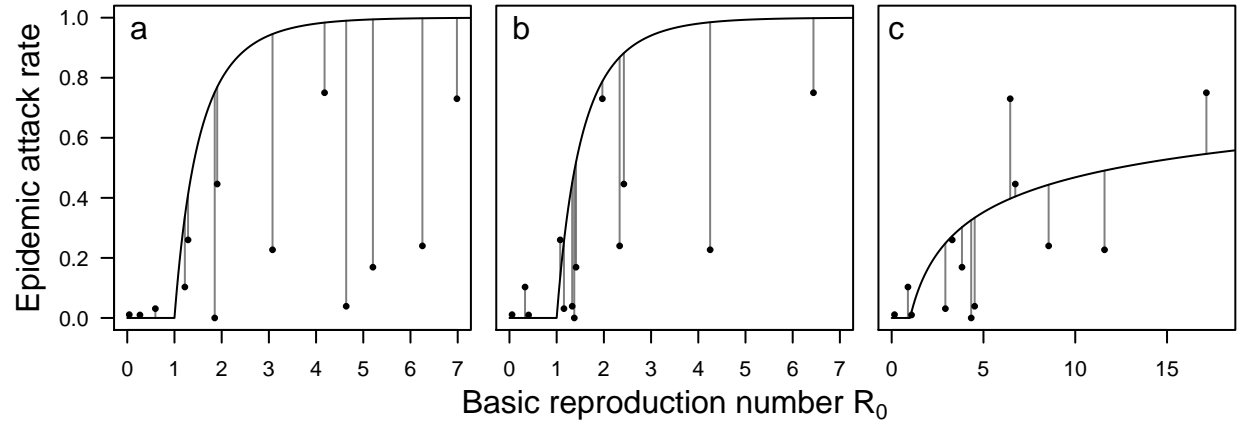 a
b
c
Epidemic attack rate
1.0
0.8
0.6
0.4
0.2
0.0
0 1 2 3 4 5 6 7
0 1 2 3 4 5 6 7
0 5 10 15
Basic reproduction number R₀